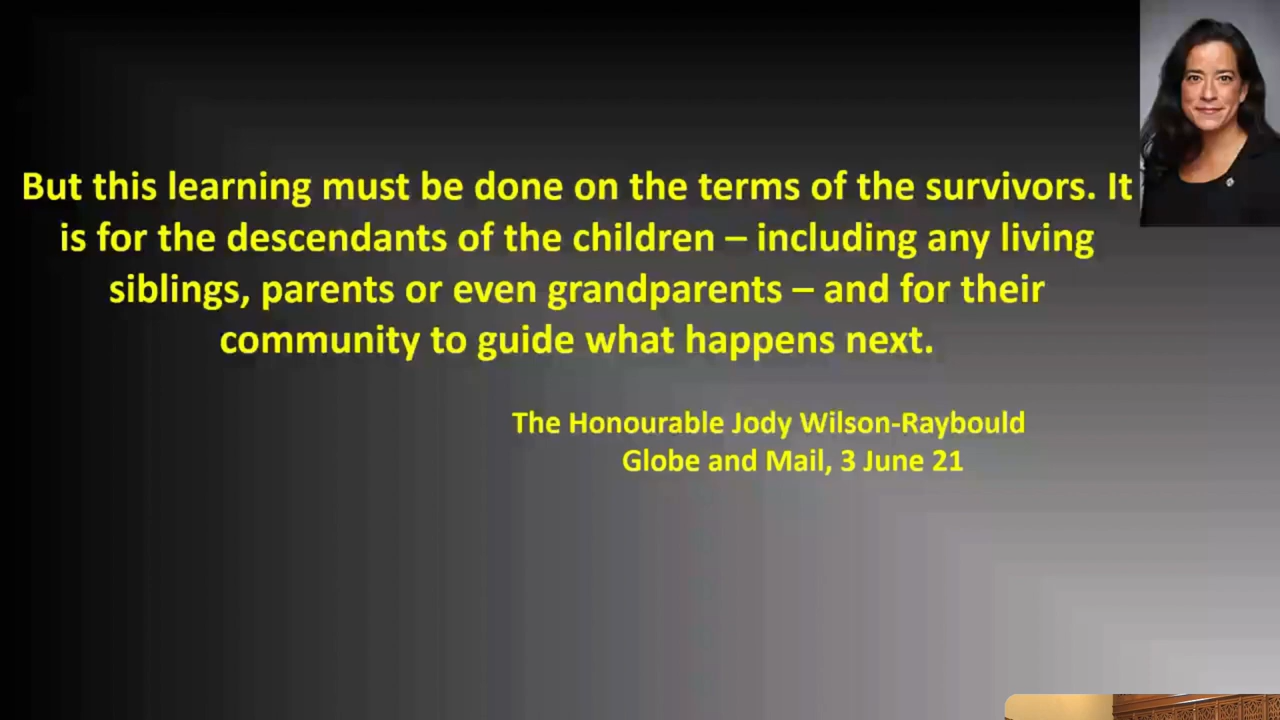 But this learning must be done on the terms of the survivors. It
is for the descendants of the children – including any living
siblings, parents or even grandparents – and for their
community to guide what happens next.
The Honourable Jody Wilson-Raybould
Globe and Mail, 3 June 21